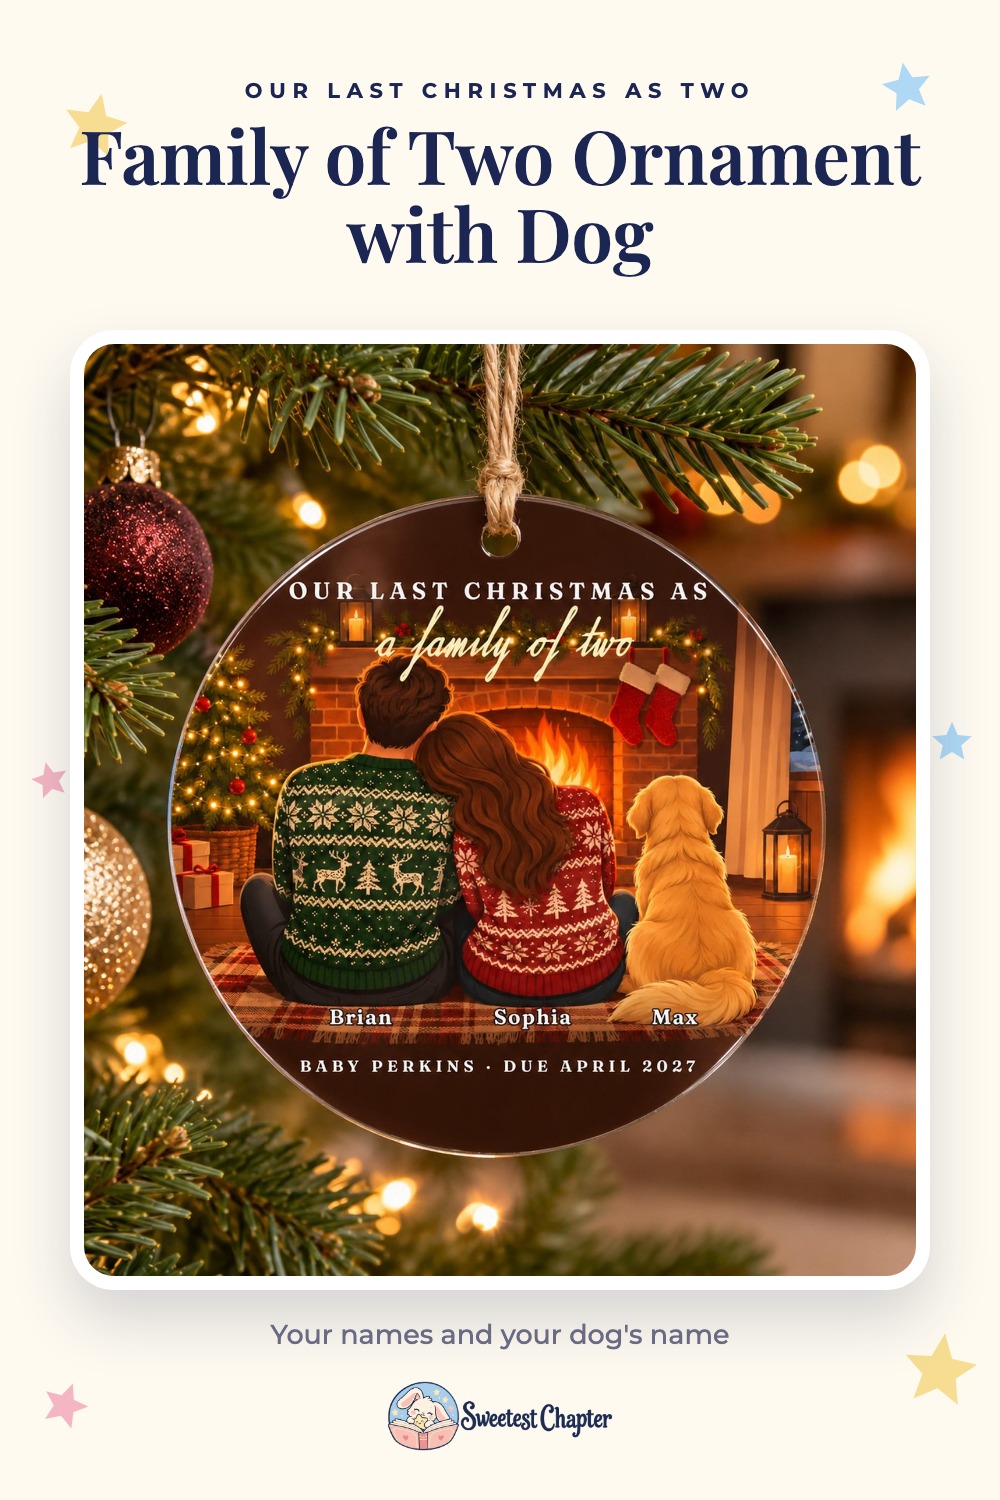 OUR LAST CHRISTMAS AS TWO
Family of Two Ornament
with Dog
OUR LAST CHRISTMAS AS
a family of two
Brian Sophia Max
BABY PERKINS · DUE APRIL 2027
Your names and your dog's name
Sweetest Chapter